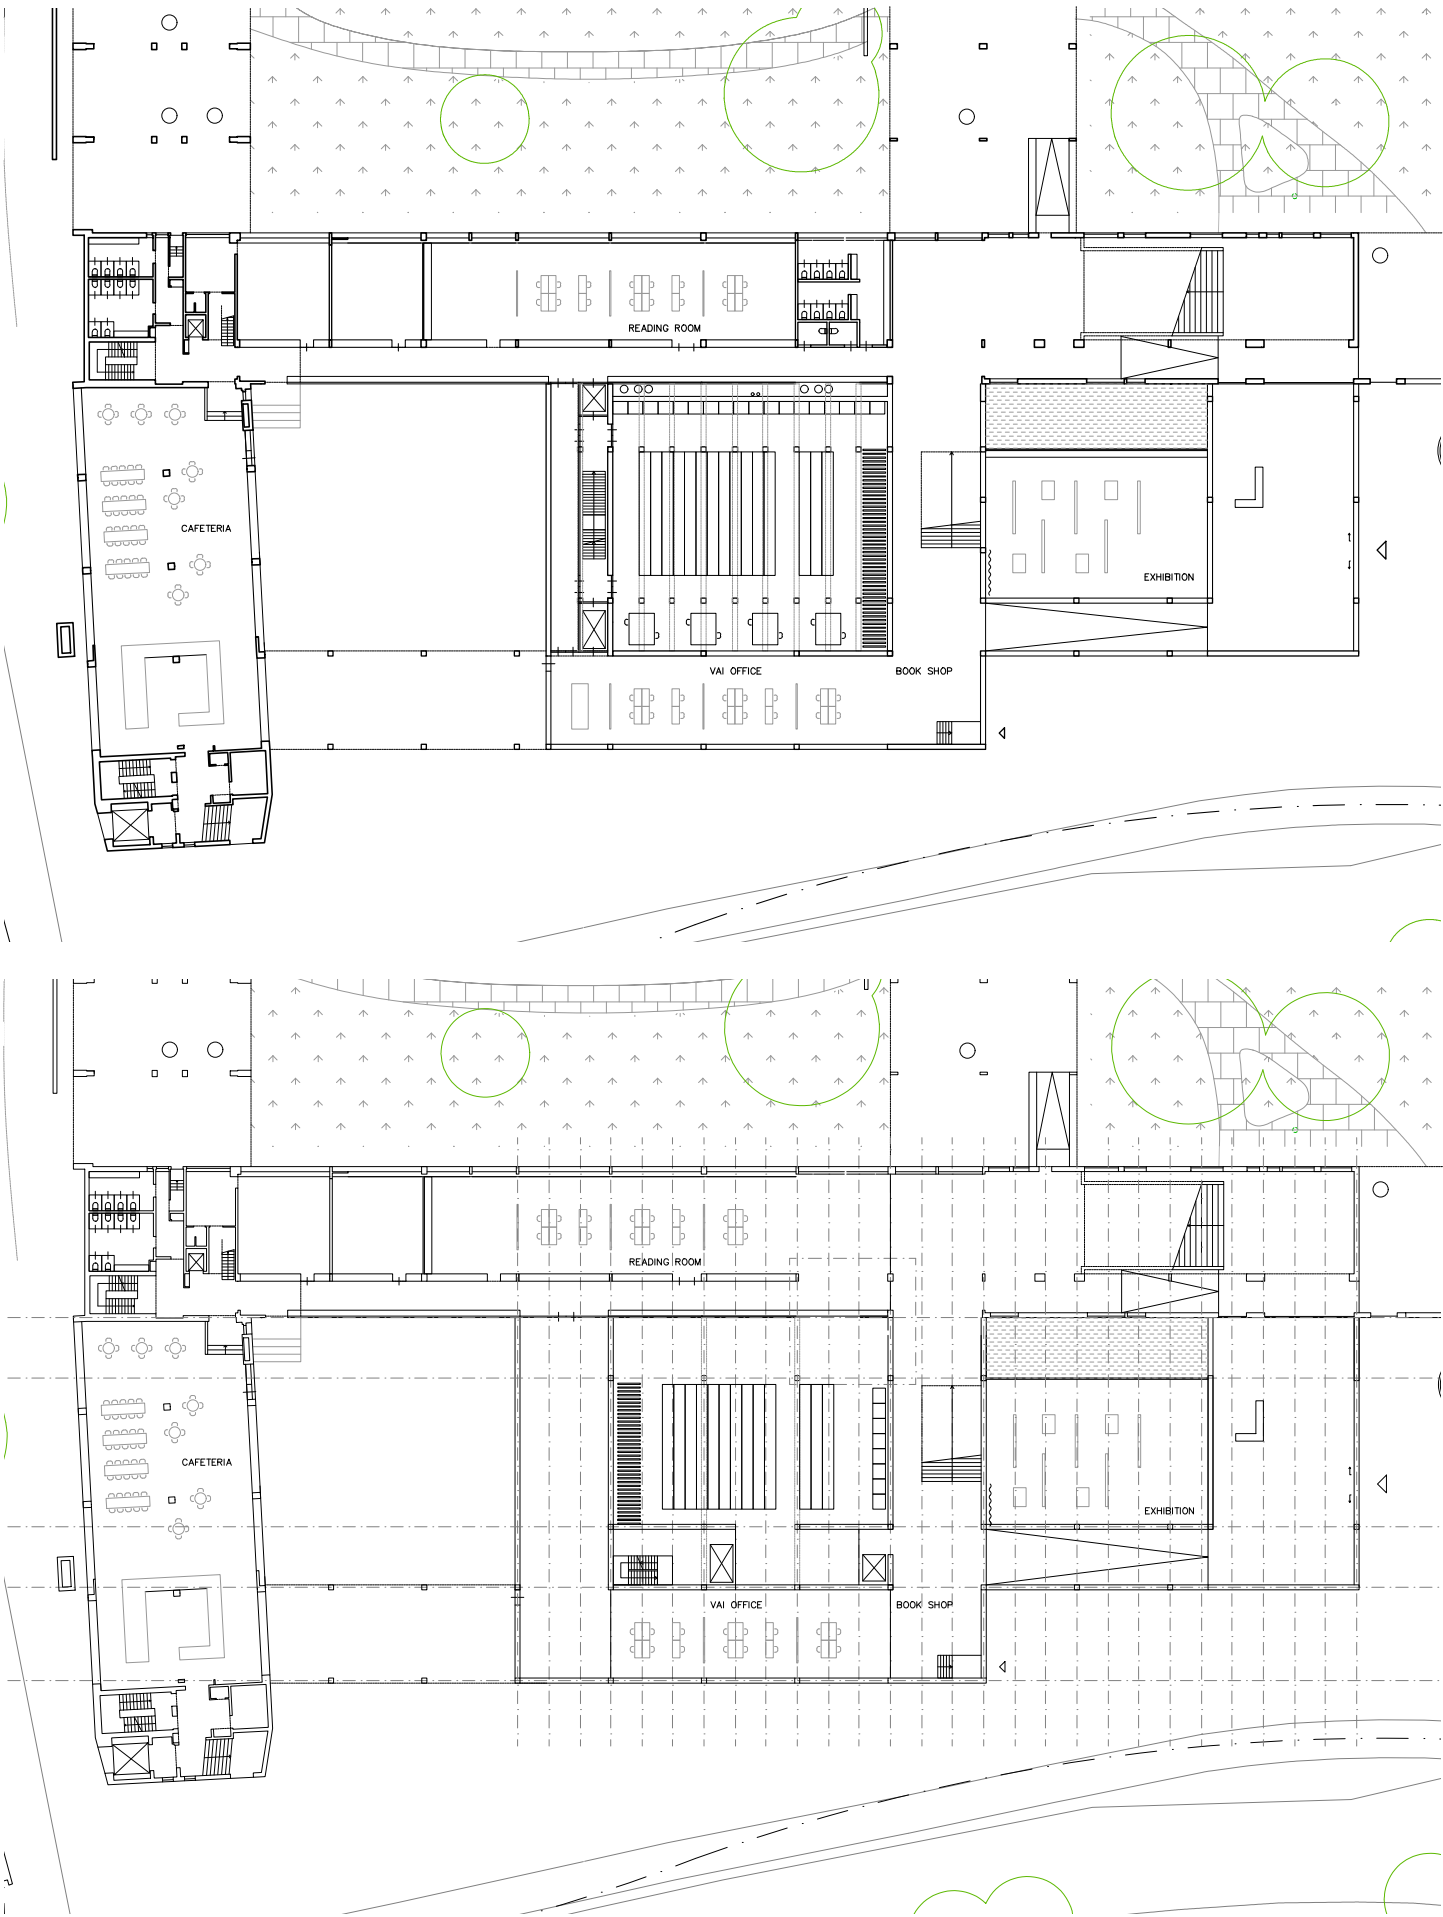 READING ROOM
CAFETERIA
EXHIBITION
VAI OFFICE
BOOK SHOP
READING ROOM
CAFETERIA
EXHIBITION
VAI OFFICE
BOOK SHOP